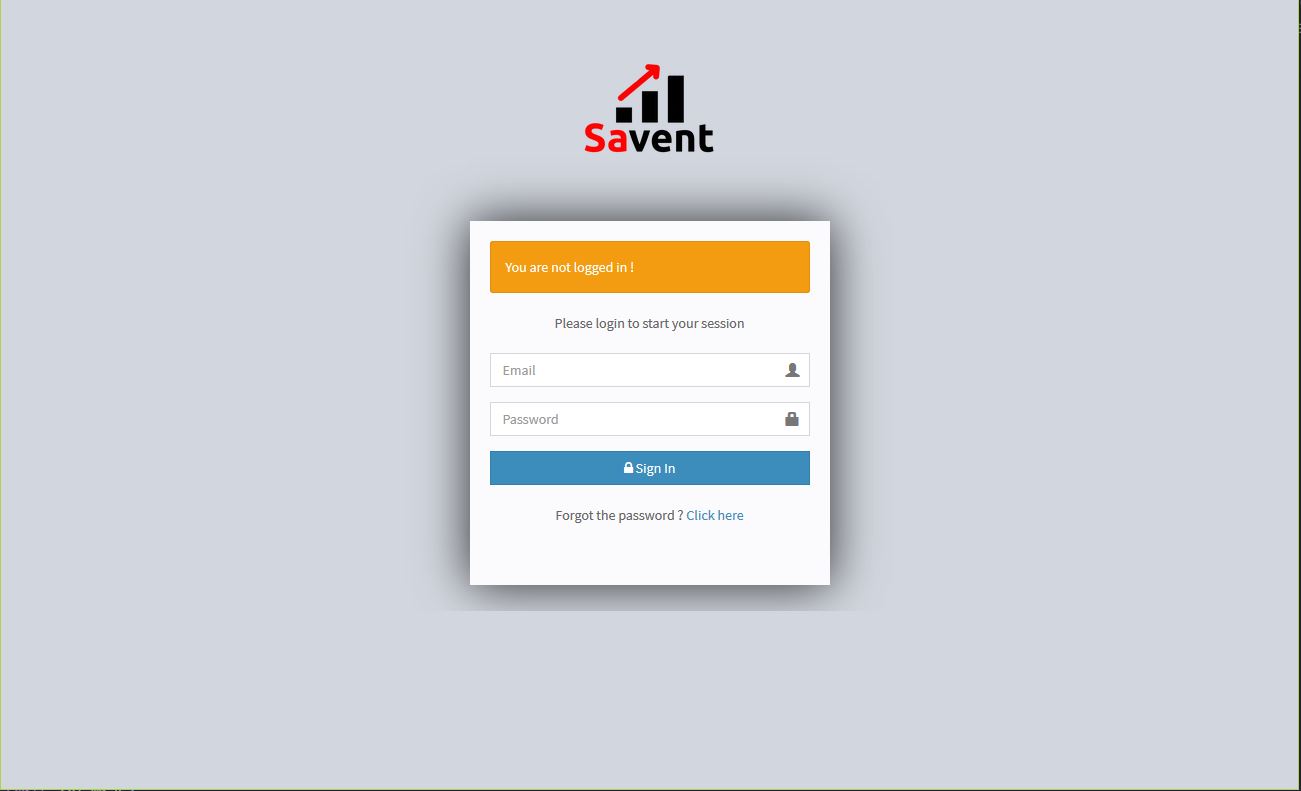 Savent
You are not logged in !
Please login to start your session
Email
Password
Sign In
Forgot the password ? Click here